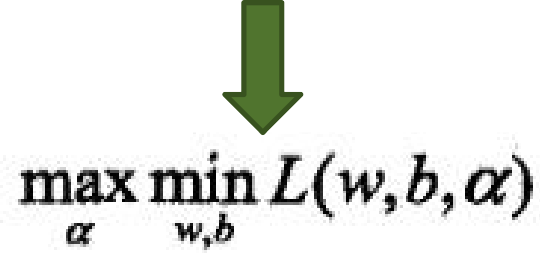 max min L(w,b,α)
α w,b